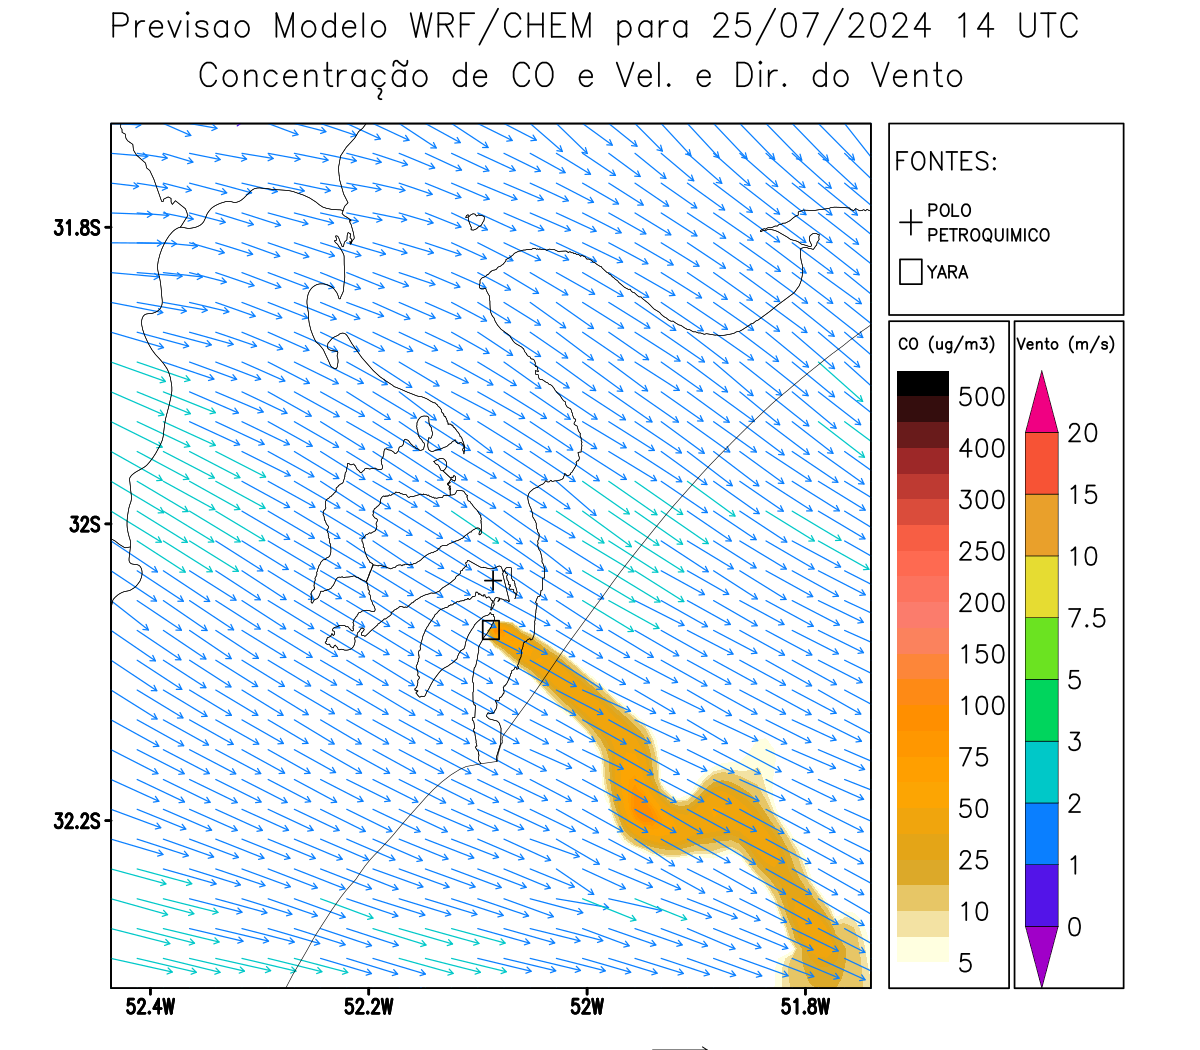 Previsao Modelo WRF/CHEM para 25/07/2024 14 UTC
Concentração de CO e Vel. e Dir. do Vento
FONTES:
POLO
PETROQUIMICO
YARA
CO (ug/m3)
500
400
300
250
200
150
100
75
50
25
10
5
Vento (m/s)
20
15
10
7.5
5
3
2
1
0
31.8S
32S
32.2S
52.4W
52.2W
52W
51.8W